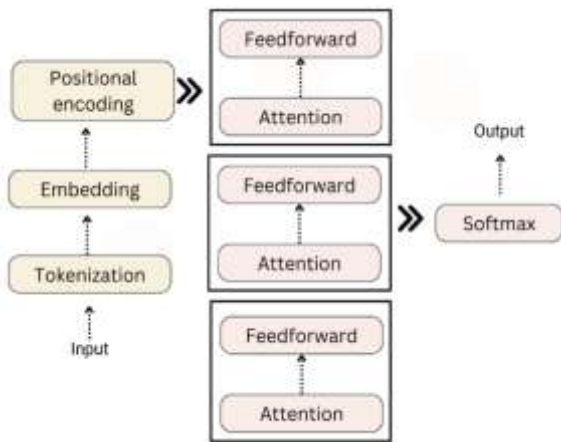 Positional
encoding
Embedding
Tokenization
Input
Feedforward
Attention
Feedforward
Attention
Feedforward
Attention
Output
Softmax